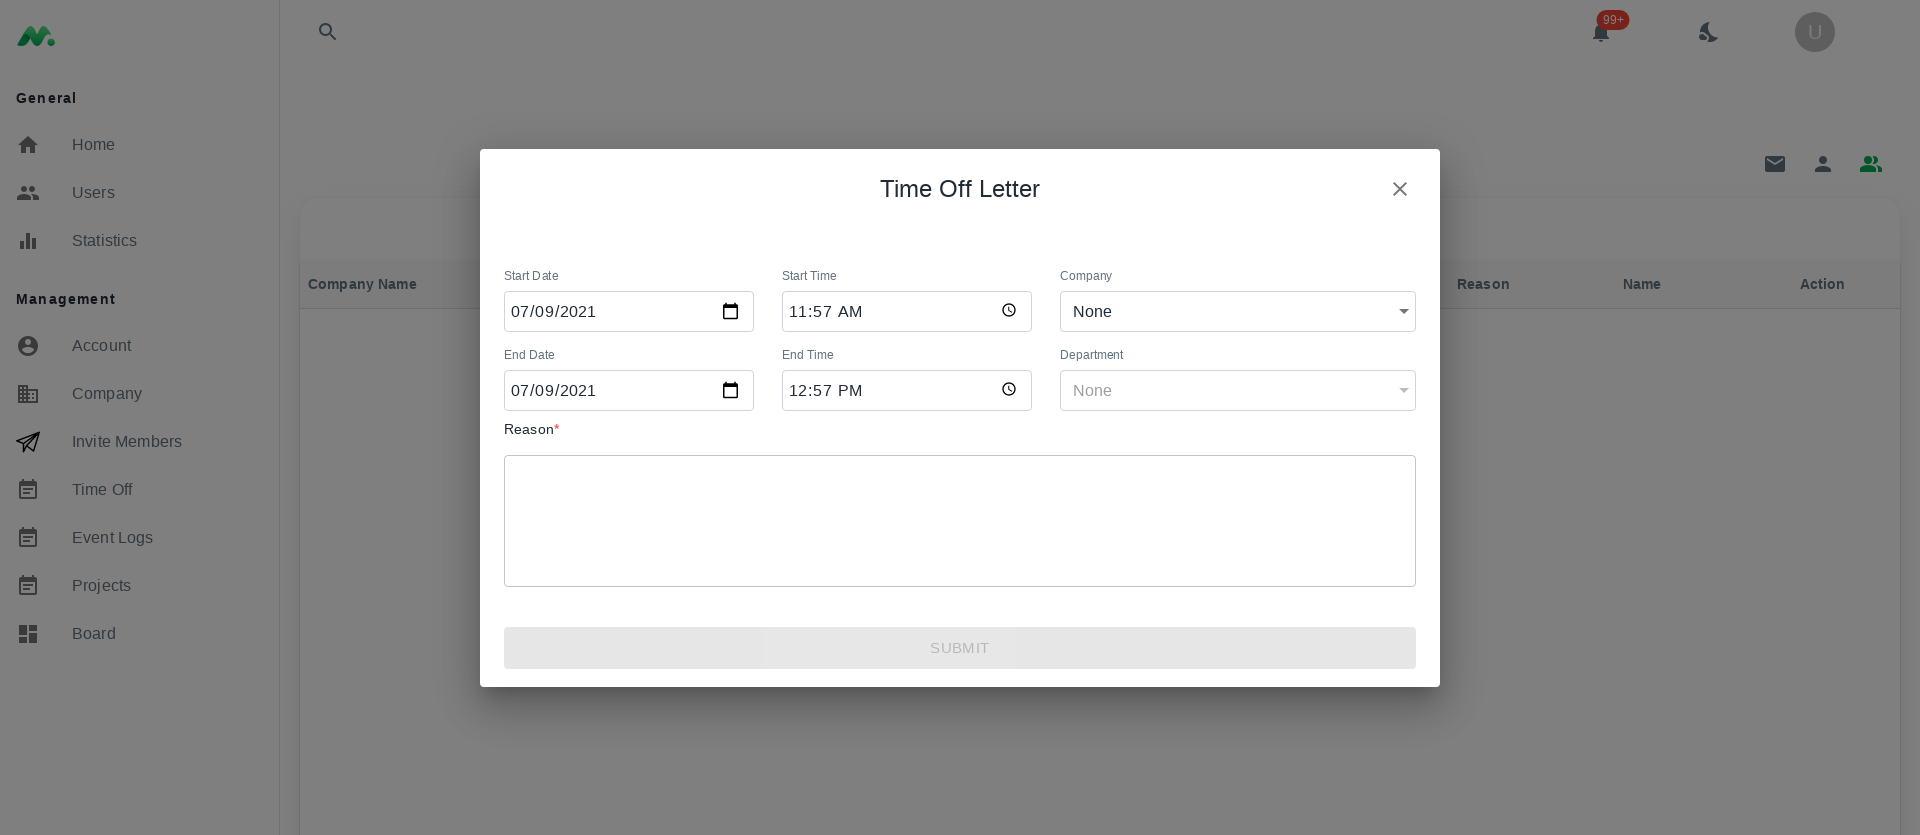 99+
U
General
Home
Users
Statistics
Management
Account
Company
Invite Members
Time Off
Event Logs
Projects
Board
Company Name
Reason
Name
Action
Time Off Letter
Start Date
Start Time
Company
07/09/2021
11:57 AM
None
End Date
End Time
Department
07/09/2021
12:57 PM
None
Reason*
SUBMIT